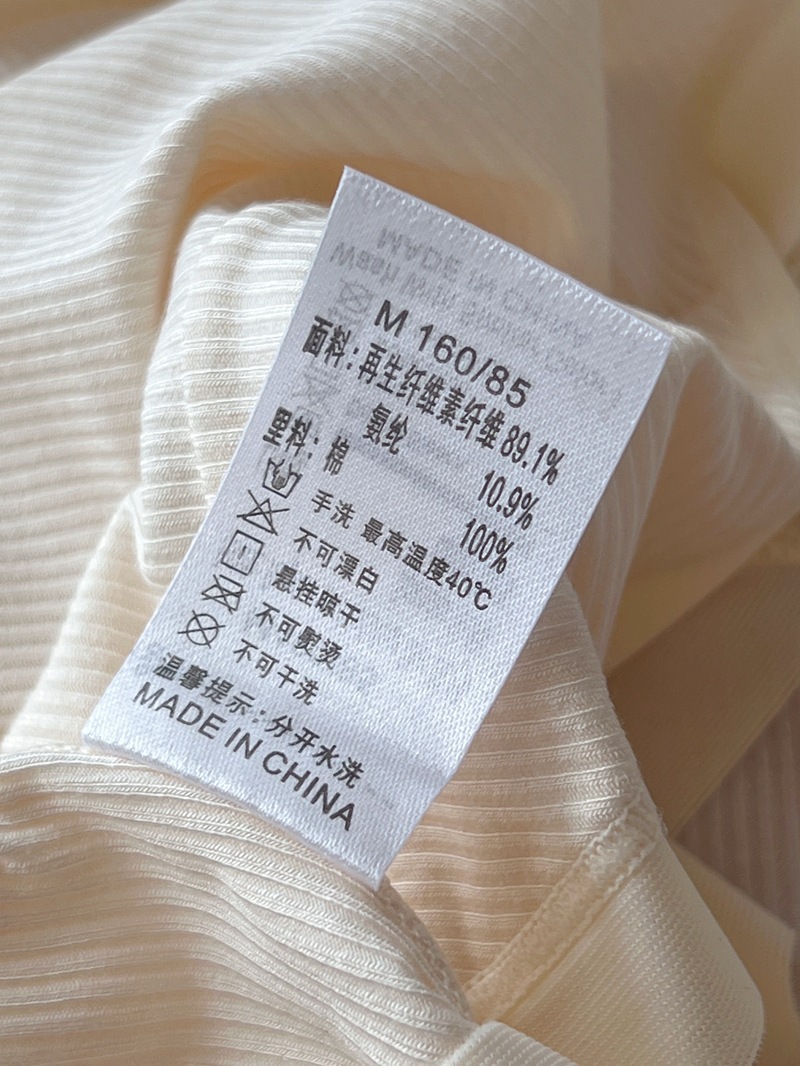 M 160/85
面料：再生纤维素纤维 89.1%
氨纶 10.9%
里料：棉 100%
手洗 最高温度40℃
不可漂白
悬挂晾干
不可熨烫
不可干洗
温馨提示：分开水洗
MADE IN CHINA